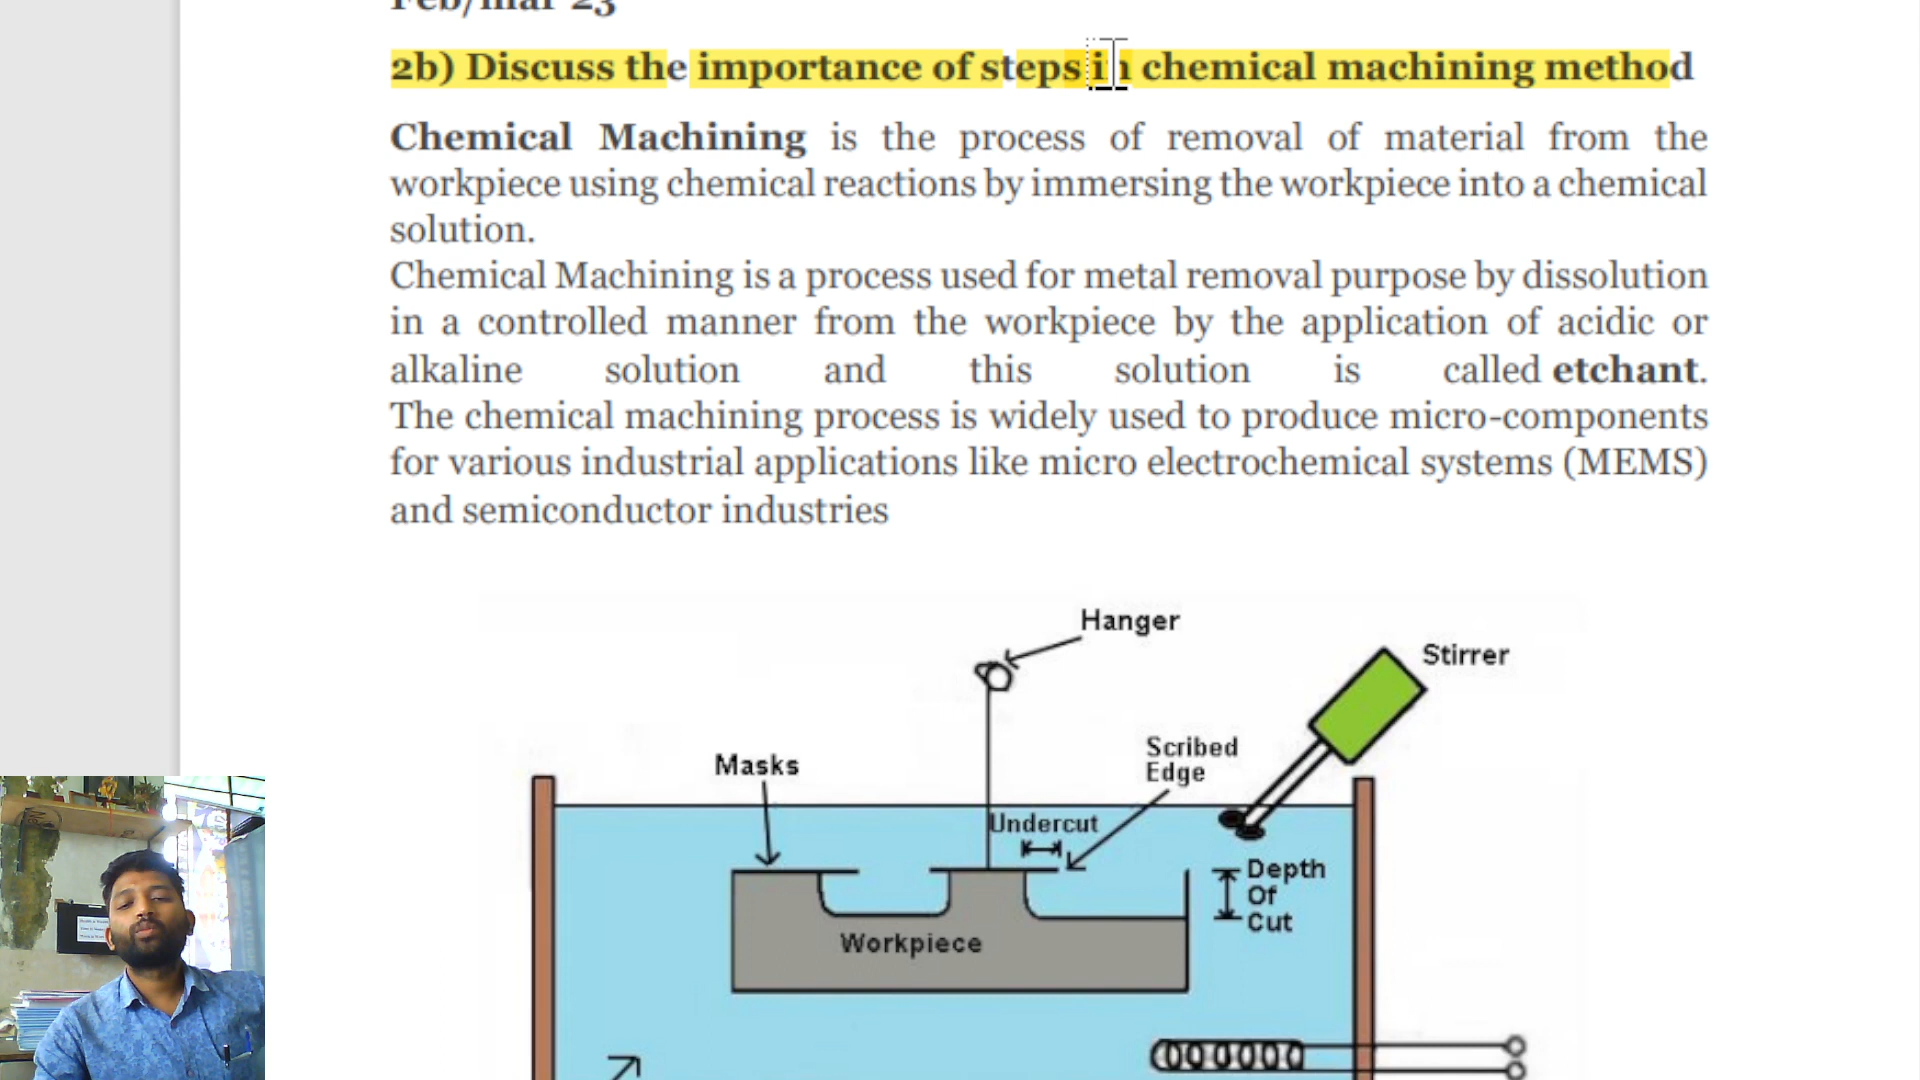 Feb/mar 23
2b) Discuss the importance of steps in chemical machining method
Chemical Machining is the process of removal of material from the
workpiece using chemical reactions by immersing the workpiece into a chemical
solution.
Chemical Machining is a process used for metal removal purpose by dissolution
in a controlled manner from the workpiece by the application of acidic or
alkaline solution and this solution is called etchant.
The chemical machining process is widely used to produce micro-components
for various industrial applications like micro electrochemical systems (MEMS)
and semiconductor industries
Hanger
Stirrer
Scribed
Edge
Masks
Undercut
Depth
Of
Cut
Workpiece